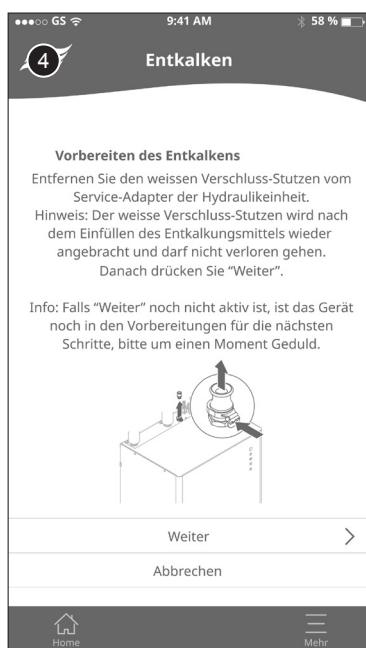 GS 9:41 AM 58 %
4 Entkalken
Vorbereiten des Entkalkens
Entfernen Sie den weissen Verschluss-Stutzen vom
Service-Adapter der Hydraulikeinheit.
Hinweis: Der weisse Verschluss-Stutzen wird nach
dem Einfüllen des Entkalkungsmittels wieder
angebracht und darf nicht verloren gehen.
Danach drücken Sie “Weiter”.
Info: Falls “Weiter” noch nicht aktiv ist, ist das Gerät
noch in den Vorbereitungen für die nächsten
Schritte, bitte um einen Moment Geduld.
Weiter
Abbrechen
Home Mehr